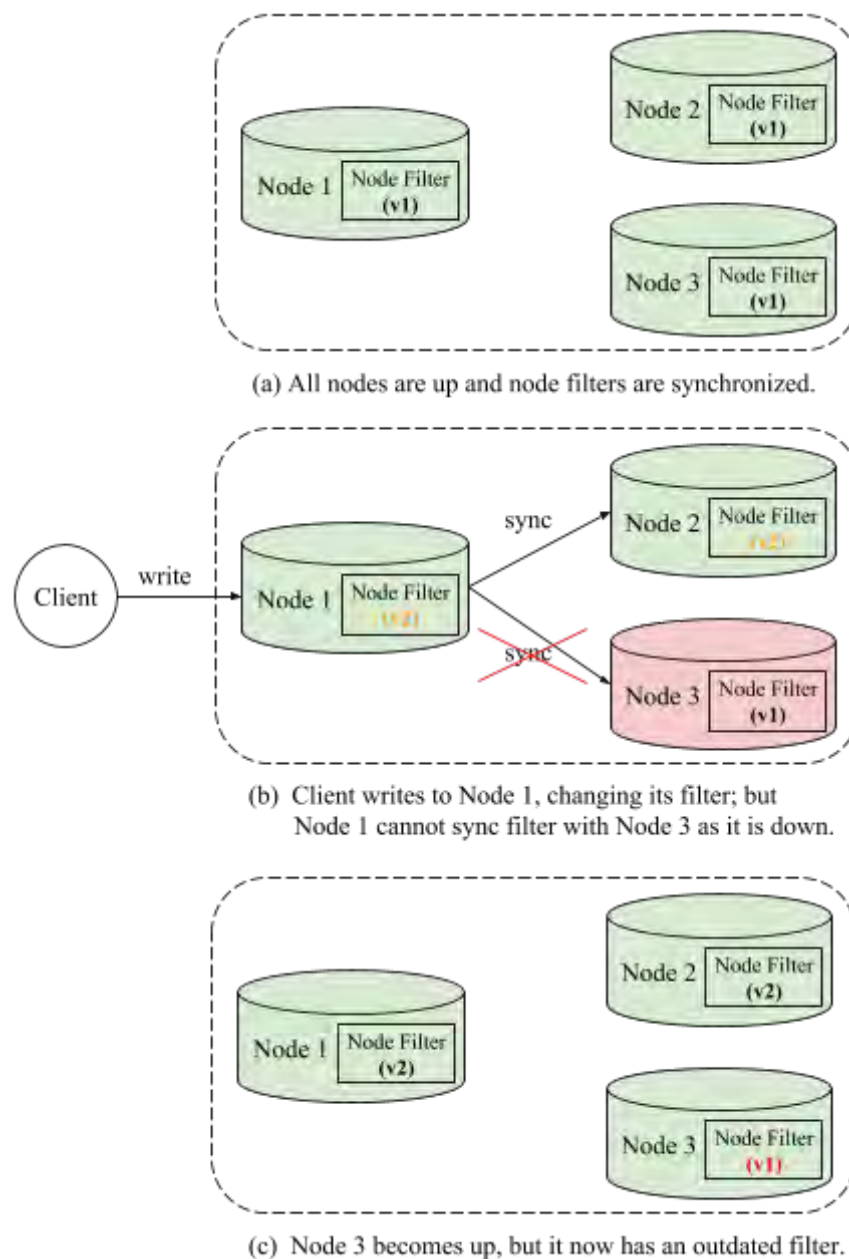 Node 2 Node Filter
(v1)
Node 1 Node Filter
(v1)
Node 3 Node Filter
(v1)
(a) All nodes are up and node filters are synchronized.
Client
write
Node 1 Node Filter
(v2)
sync
sync
Node 2 Node Filter
(v2)
Node 3 Node Filter
(v1)
(b) Client writes to Node 1, changing its filter; but
Node 1 cannot sync filter with Node 3 as it is down.
Node 2 Node Filter
(v2)
Node 1 Node Filter
(v2)
Node 3 Node Filter
(v1)
(c) Node 3 becomes up, but it now has an outdated filter.